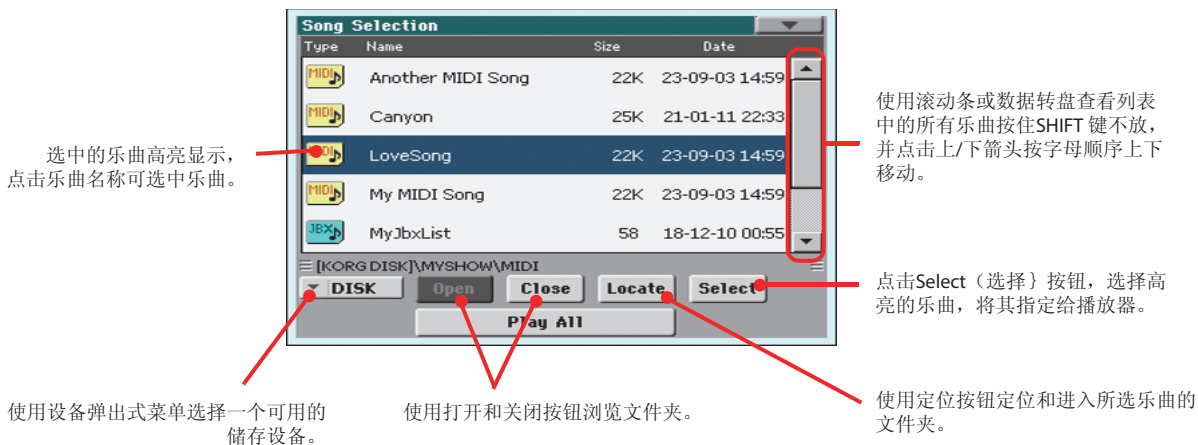 Song Selection
Type Name Size Date
MIDI Another MIDI Song 22K 23-09-03 14:59
MIDI Canyon 25K 21-01-11 22:33
LoveSong 22K 23-09-03 14:59
MIDI My MIDI Song 22K 23-09-03 14:59
JBX MyJbxList 58 18-12-10 00:55
[KORG DISK]\MYSHOW\MIDI
DISK Open Close Locate Select
Play All
选中的乐曲高亮显示，
点击乐曲名称可选中乐曲。
使用滚动条或数据转盘查看列表
中的所有乐曲按住SHIFT 键不放，
并点击上/下箭头按字母顺序上下
移动。
点击Select（选择｝按钮，选择高
亮的乐曲，将其指定给播放器。
使用设备弹出式菜单选择一个可用的
储存设备。
使用打开和关闭按钮浏览文件夹。
使用定位按钮定位和进入所选乐曲的
文件夹。